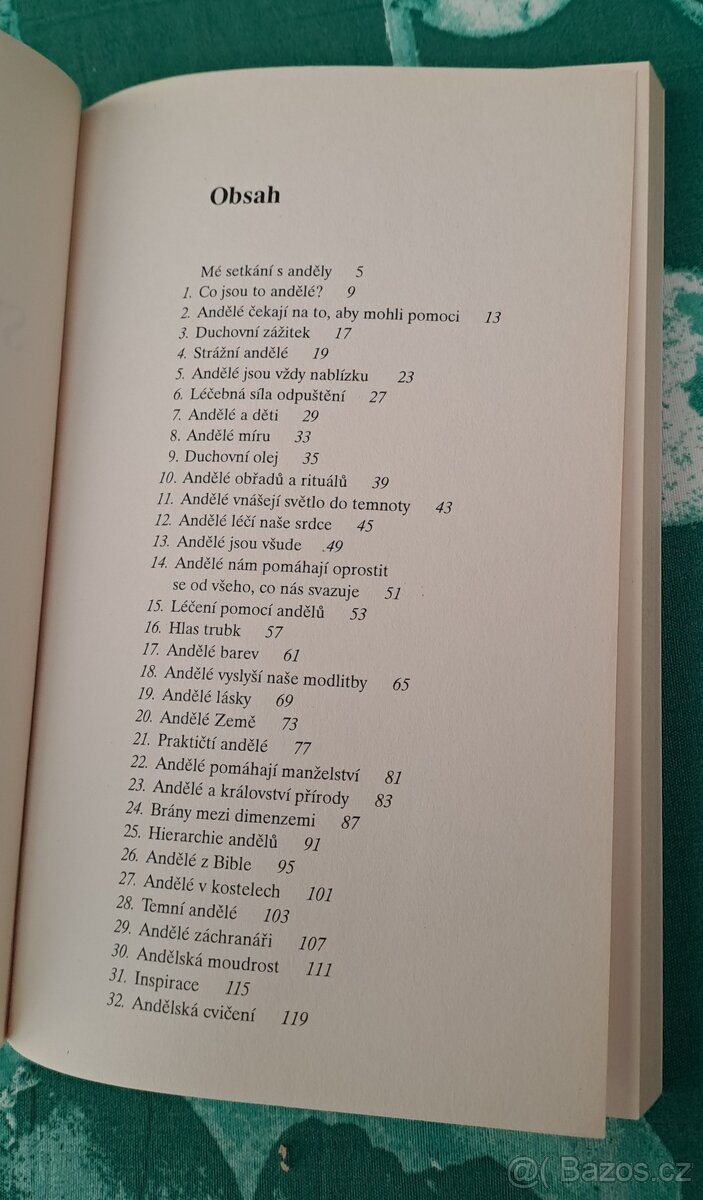 Obsah
Mé setkání s anděly 5
1. Co jsou to andělé? 9
2. Andělé čekají na to, aby mohli pomoci 13
3. Duchovní zážitek 17
4. Strážní andělé 19
5. Andělé jsou vždy nablízku 23
6. Léčebná síla odpuštění 27
7. Andělé a děti 29
8. Andělé míru 33
9. Duchovní olej 35
10. Andělé obřadů a rituálů 39
11. Andělé vnášejí světlo do temnoty 43
12. Andělé léčí naše srdce 45
13. Andělé jsou všude 49
14. Andělé nám pomáhají oprostit
se od všeho, co nás svazuje 51
15. Léčení pomocí andělů 53
16. Hlas trubk 57
17. Andělé barev 61
18. Andělé vyslyší naše modlitby 65
19. Andělé lásky 69
20. Andělé Země 73
21. Praktičtí andělé 77
22. Andělé pomáhají manželství 81
23. Andělé a království přírody 83
24. Brány mezi dimenzemi 87
25. Hierarchie andělů 91
26. Andělé z Bible 95
27. Andělé v kostelech 101
28. Temní andělé 103
29. Andělé záchranáři 107
30. Andělská moudrost 111
31. Inspirace 115
32. Andělská cvičení 119
@( Bazos.cz